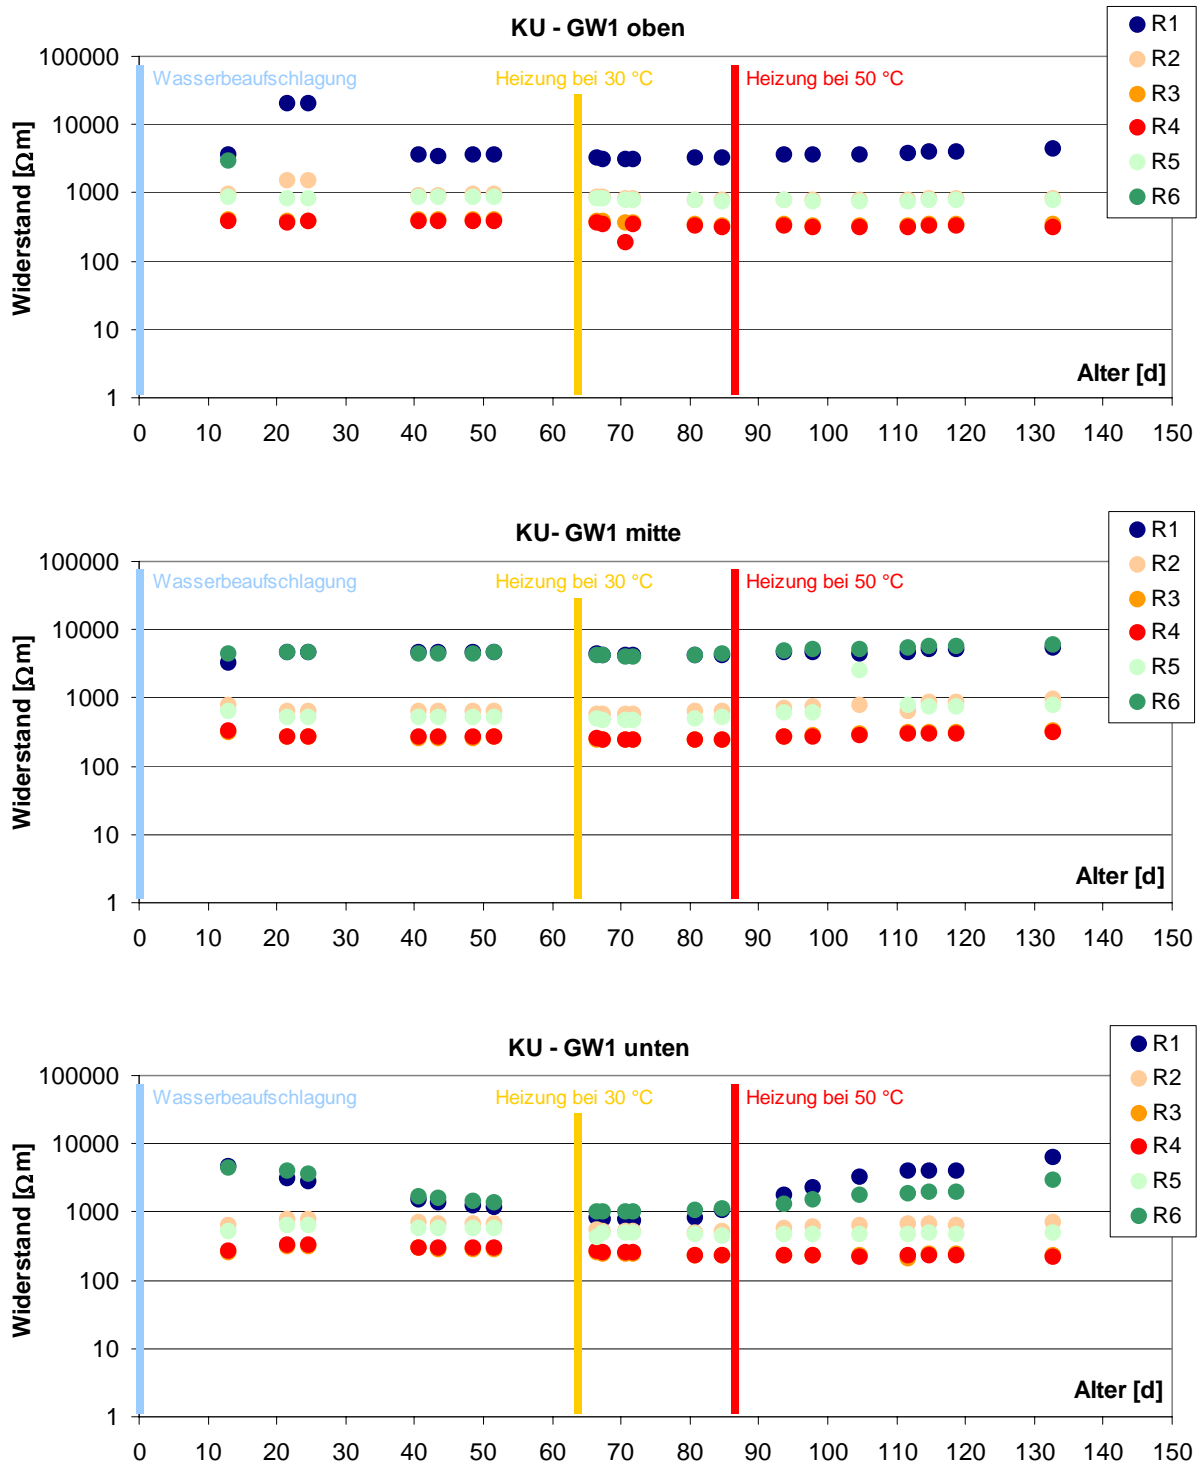 KU - GW1 oben
R1
R2
R3
R4
R5
R6
100000
10000
1000
100
10
1
Widerstand [Ωm]
Wasserbeaufschlagung
Heizung bei 30 °C
Heizung bei 50 °C
Alter [d]
0 10 20 30 40 50 60 70 80 90 100 110 120 130 140 150
KU- GW1 mitte
R1
R2
R3
R4
R5
R6
100000
10000
1000
100
10
1
Widerstand [Ωm]
Wasserbeaufschlagung
Heizung bei 30 °C
Heizung bei 50 °C
Alter [d]
0 10 20 30 40 50 60 70 80 90 100 110 120 130 140 150
KU - GW1 unten
R1
R2
R3
R4
R5
R6
100000
10000
1000
100
10
1
Widerstand [Ωm]
Wasserbeaufschlagung
Heizung bei 30 °C
Heizung bei 50 °C
Alter [d]
0 10 20 30 40 50 60 70 80 90 100 110 120 130 140 150